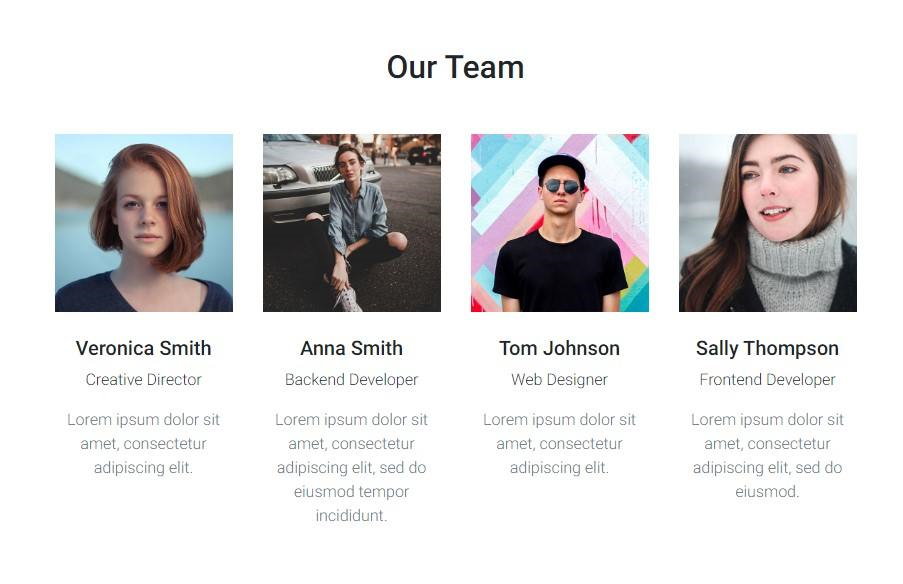 Our Team
Veronica Smith
Creative Director
Lorem ipsum dolor sit
amet, consectetur
adipiscing elit.
Anna Smith
Backend Developer
Lorem ipsum dolor sit
amet, consectetur
adipiscing elit, sed do
eiusmod tempor
incididunt.
Tom Johnson
Web Designer
Lorem ipsum dolor sit
amet, consectetur
adipiscing elit.
Sally Thompson
Frontend Developer
Lorem ipsum dolor sit
amet, consectetur
adipiscing elit, sed do
eiusmod.